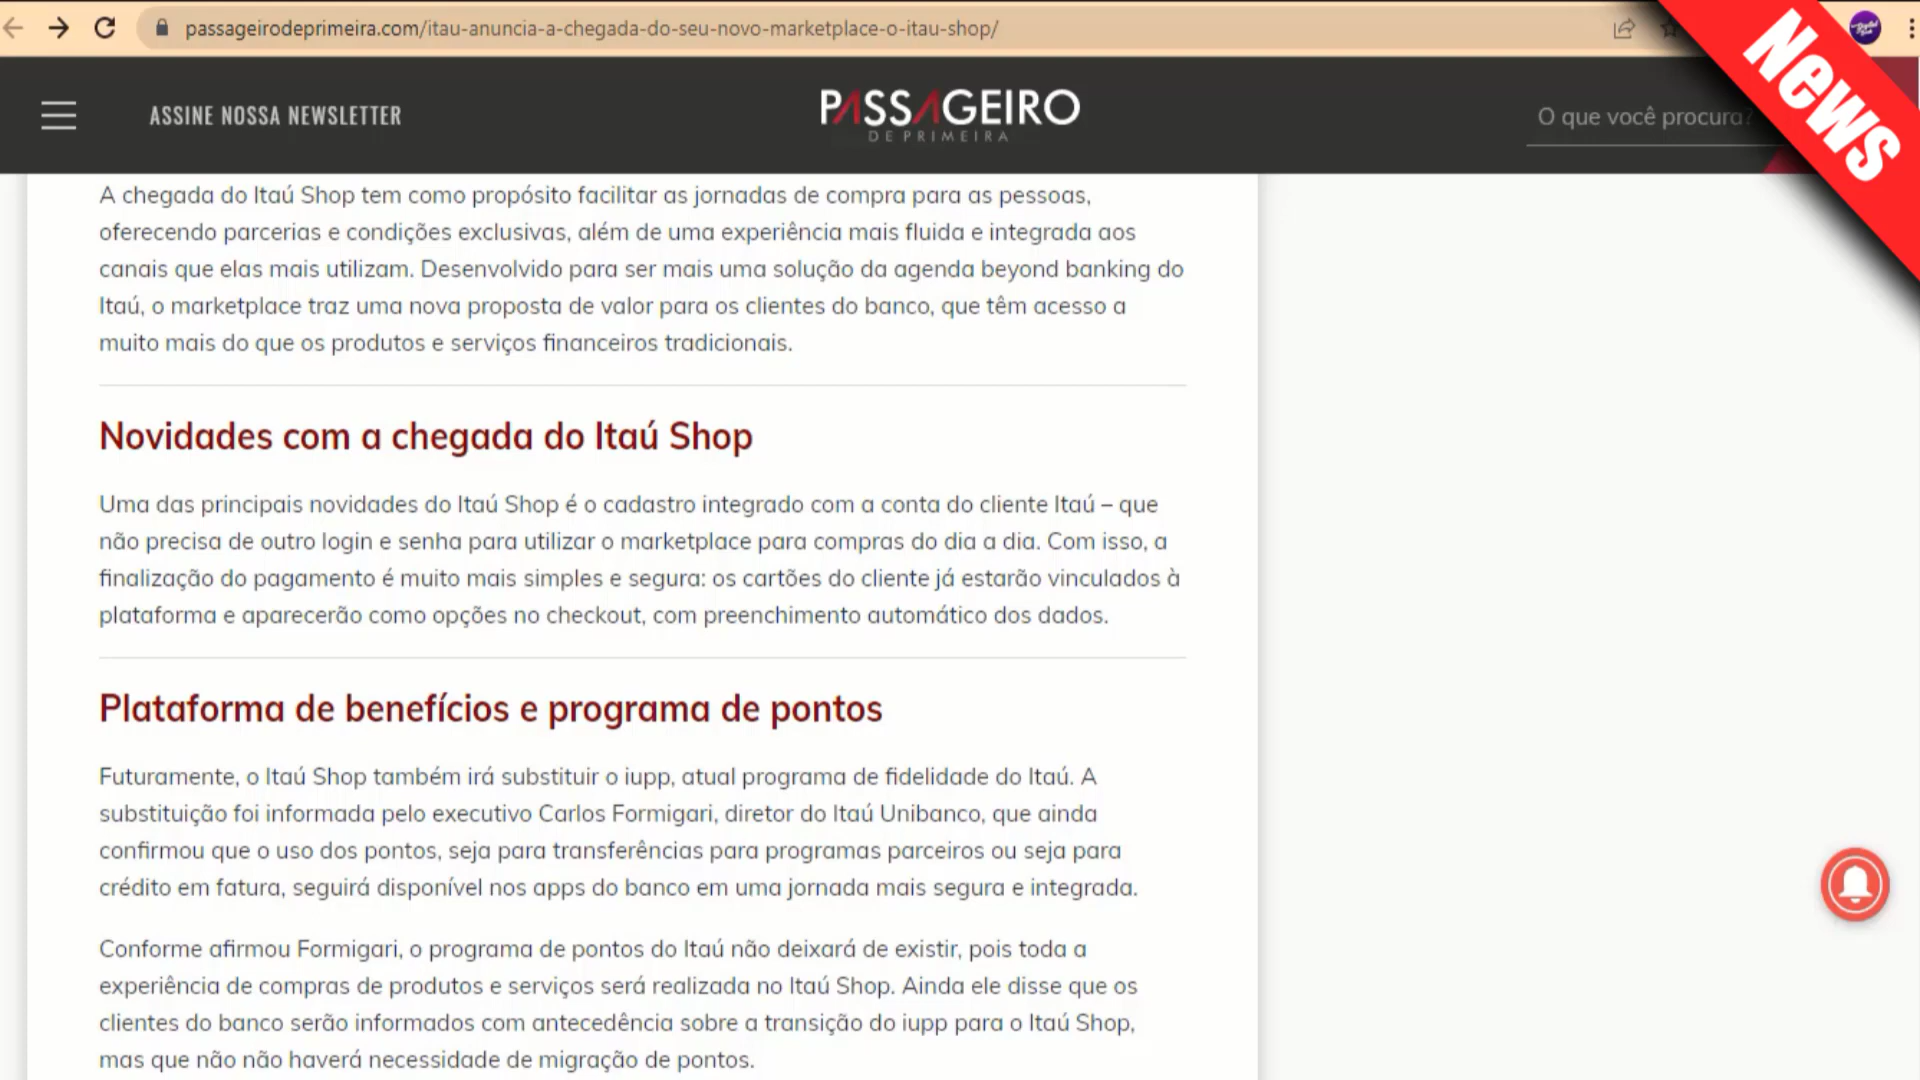 passageirodeprimeira.com/itau-anuncia-a-chegada-do-seu-novo-marketplace-o-itau-shop/
News
ASSINE NOSSA NEWSLETTER
PASSAGEIRO
DE PRIMEIRA
O que você procura?
A chegada do Itaú Shop tem como propósito facilitar as jornadas de compra para as pessoas,
oferecendo parcerias e condições exclusivas, além de uma experiência mais fluida e integrada aos
canais que elas mais utilizam. Desenvolvido para ser mais uma solução da agenda beyond banking do
Itaú, o marketplace traz uma nova proposta de valor para os clientes do banco, que têm acesso a
muito mais do que os produtos e serviços financeiros tradicionais.
Novidades com a chegada do Itaú Shop
Uma das principais novidades do Itaú Shop é o cadastro integrado com a conta do cliente Itaú – que
não precisa de outro login e senha para utilizar o marketplace para compras do dia a dia. Com isso, a
finalização do pagamento é muito mais simples e segura: os cartões do cliente já estarão vinculados à
plataforma e aparecerão como opções no checkout, com preenchimento automático dos dados.
Plataforma de benefícios e programa de pontos
Futuramente, o Itaú Shop também irá substituir o iupp, atual programa de fidelidade do Itaú. A
substituição foi informada pelo executivo Carlos Formigari, diretor do Itaú Unibanco, que ainda
confirmou que o uso dos pontos, seja para transferências para programas parceiros ou seja para
crédito em fatura, seguirá disponível nos apps do banco em uma jornada mais segura e integrada.
Conforme afirmou Formigari, o programa de pontos do Itaú não deixará de existir, pois toda a
experiência de compras de produtos e serviços será realizada no Itaú Shop. Ainda ele disse que os
clientes do banco serão informados com antecedência sobre a transição do iupp para o Itaú Shop,
mas que não não haverá necessidade de migração de pontos.